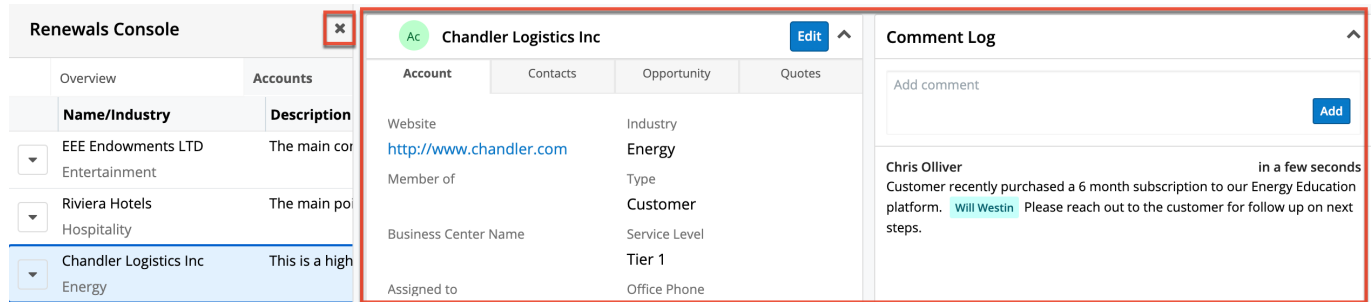 Renewals Console
Overview Accounts
Name/Industry Description
EEE Endowments LTD The main cor
Entertainment
Riviera Hotels The main poi
Hospitality
Chandler Logistics Inc This is a high
Energy
Ac Chandler Logistics Inc Edit
Account Contacts Opportunity Quotes
Website Industry
http://www.chandler.com Energy
Member of Type
Customer
Business Center Name Service Level
Tier 1
Assigned to Office Phone
Comment Log
Add comment
Add
Chris Olliver in a few seconds
Customer recently purchased a 6 month subscription to our Energy Education
platform. Will Westin Please reach out to the customer for follow up on next
steps.